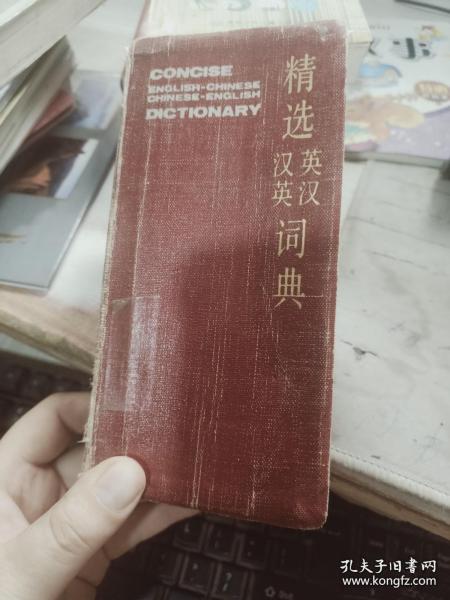 CONCISE
ENGLISH-CHINESE
CHINESE-ENGLISH
DICTIONARY
精选
英汉
汉英
词典
孔夫子旧书网
www.kongfz.com